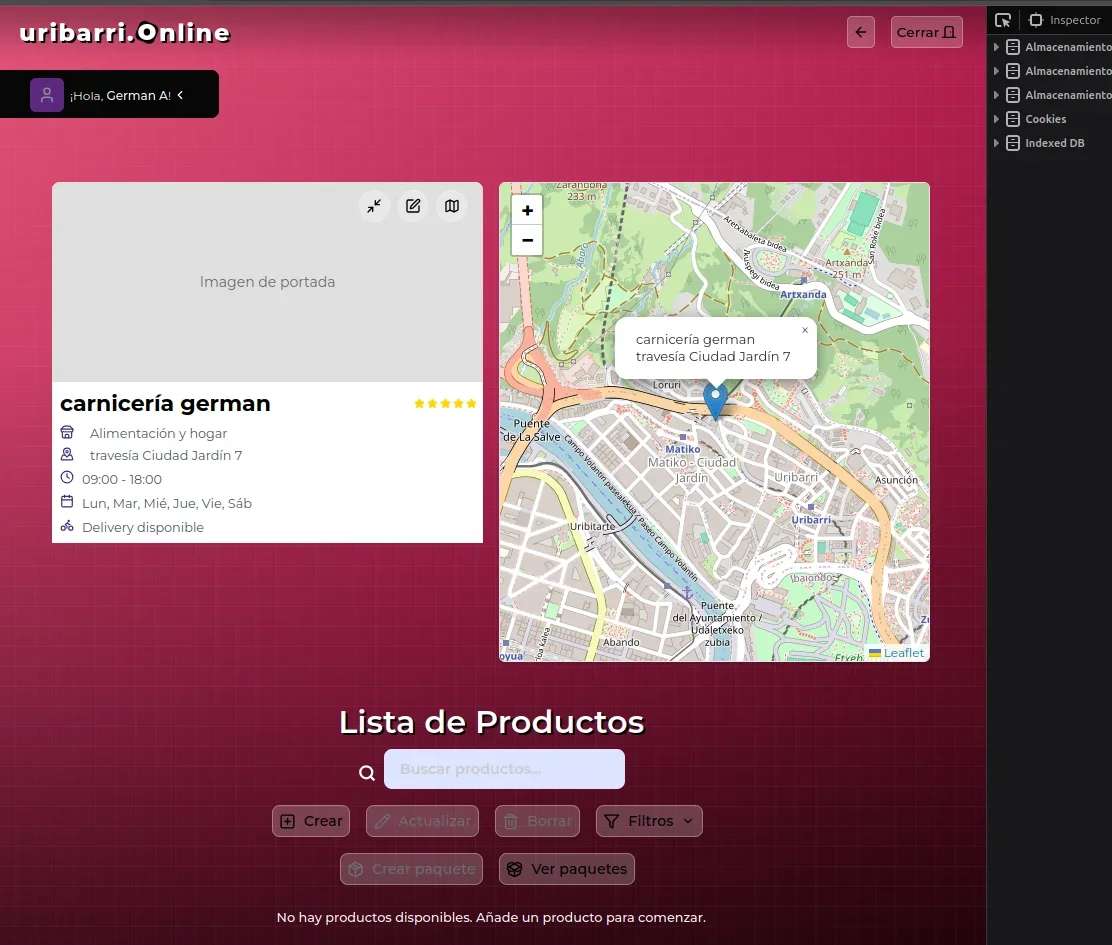 uribarri.Online
Cerrar
Inspector
¡Hola, German A!
Almacenamiento
Almacenamiento
Almacenamiento
Cookies
Indexed DB
Imagen de portada
carnicería german
Alimentación y hogar
travesía Ciudad Jardín 7
09:00 - 18:00
Lun, Mar, Mié, Jue, Vie, Sáb
Delivery disponible
+
−
Zarandona
233 m
Aretxabaleta bidea
San Roke bidea
Ikuspegi bidea
Artxanda
251 m
Artxanda
carnicería german
travesía Ciudad Jardín 7
×
Loruri
Puente
de La Salve
Matiko
Matiko - Ciudad
Jardín
Uribarri
Asunción
Campo Volantín pasealekua / Paseo Campo Volantín
Uribitarte
Uribarri
Puente
del Ayuntamiento /
Udaletxeko
zubia
Abando
Leaflet
Lista de Productos
Buscar productos...
Crear
Actualizar
Borrar
Filtros
Crear paquete
Ver paquetes
No hay productos disponibles. Añade un producto para comenzar.